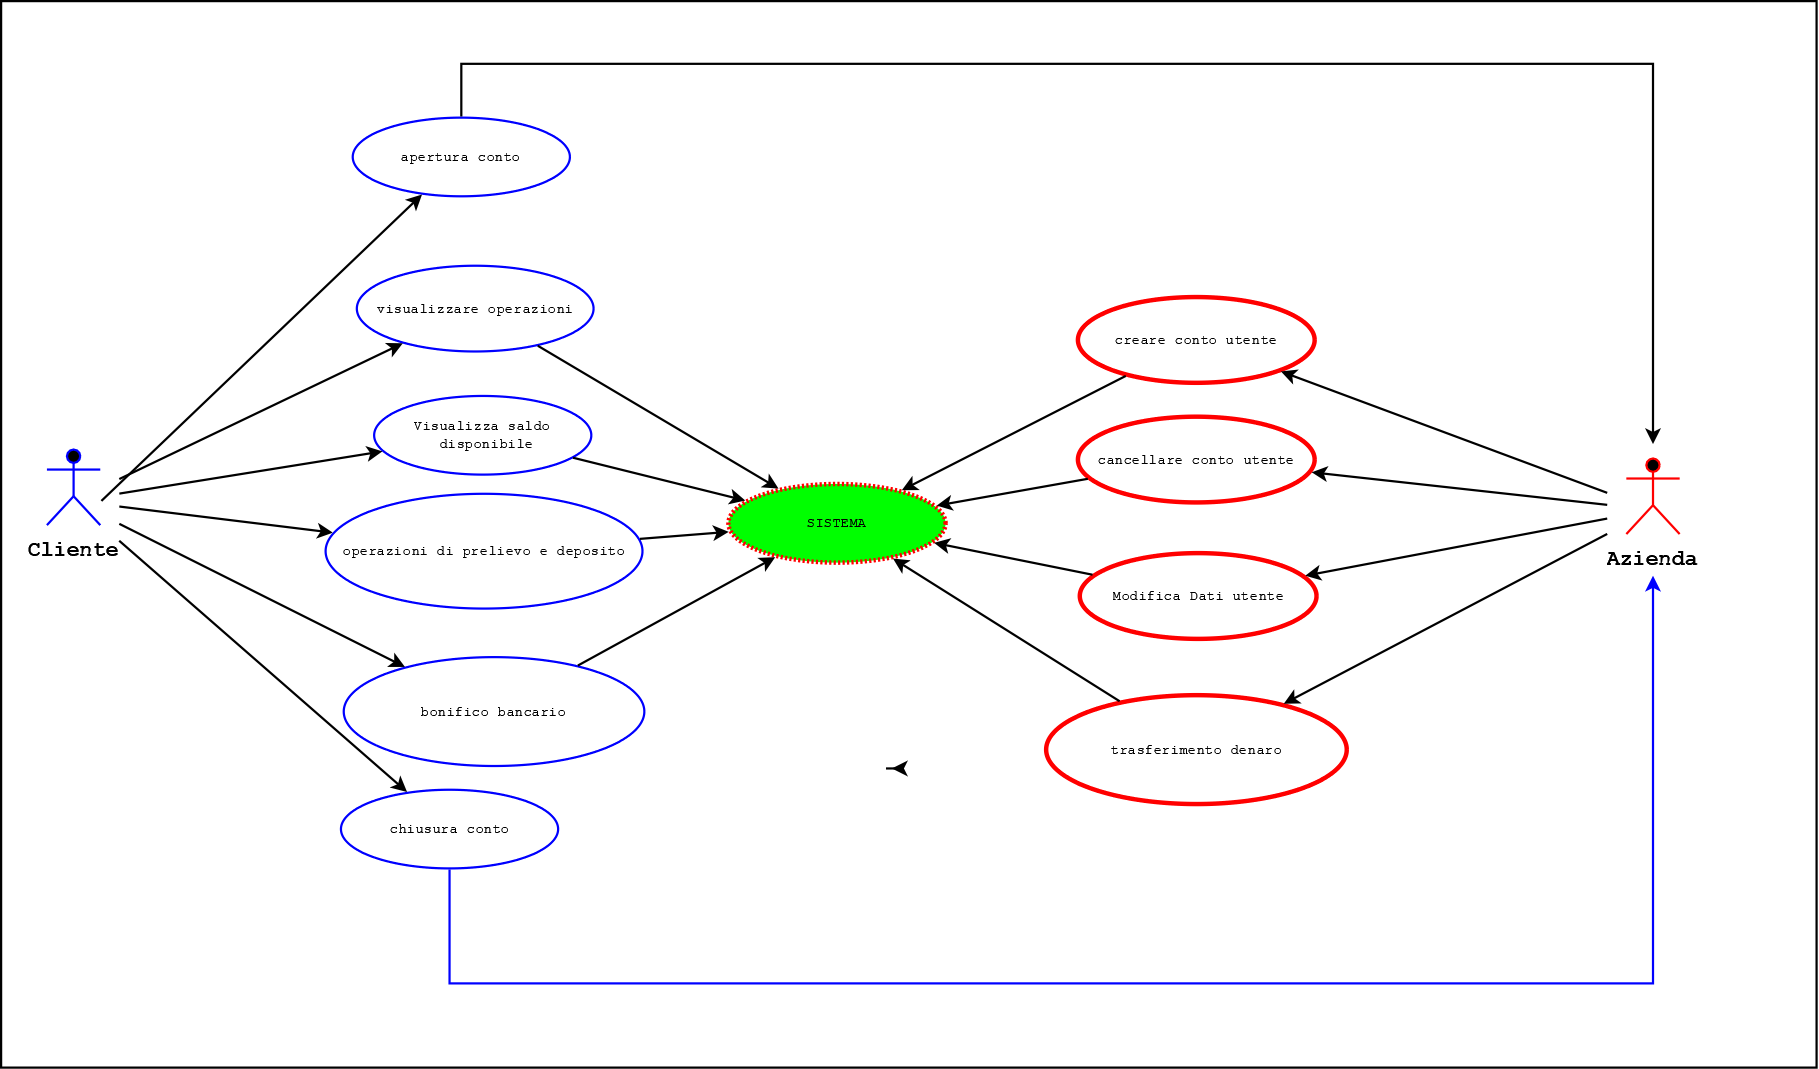 apertura conto
visualizzare operazioni
creare conto utente
Visualizza saldo
disponibile
cancellare conto utente
SISTEMA
Cliente
operazioni di prelievo e deposito
Azienda
Modifica Dati utente
bonifico bancario
trasferimento denaro
chiusura conto